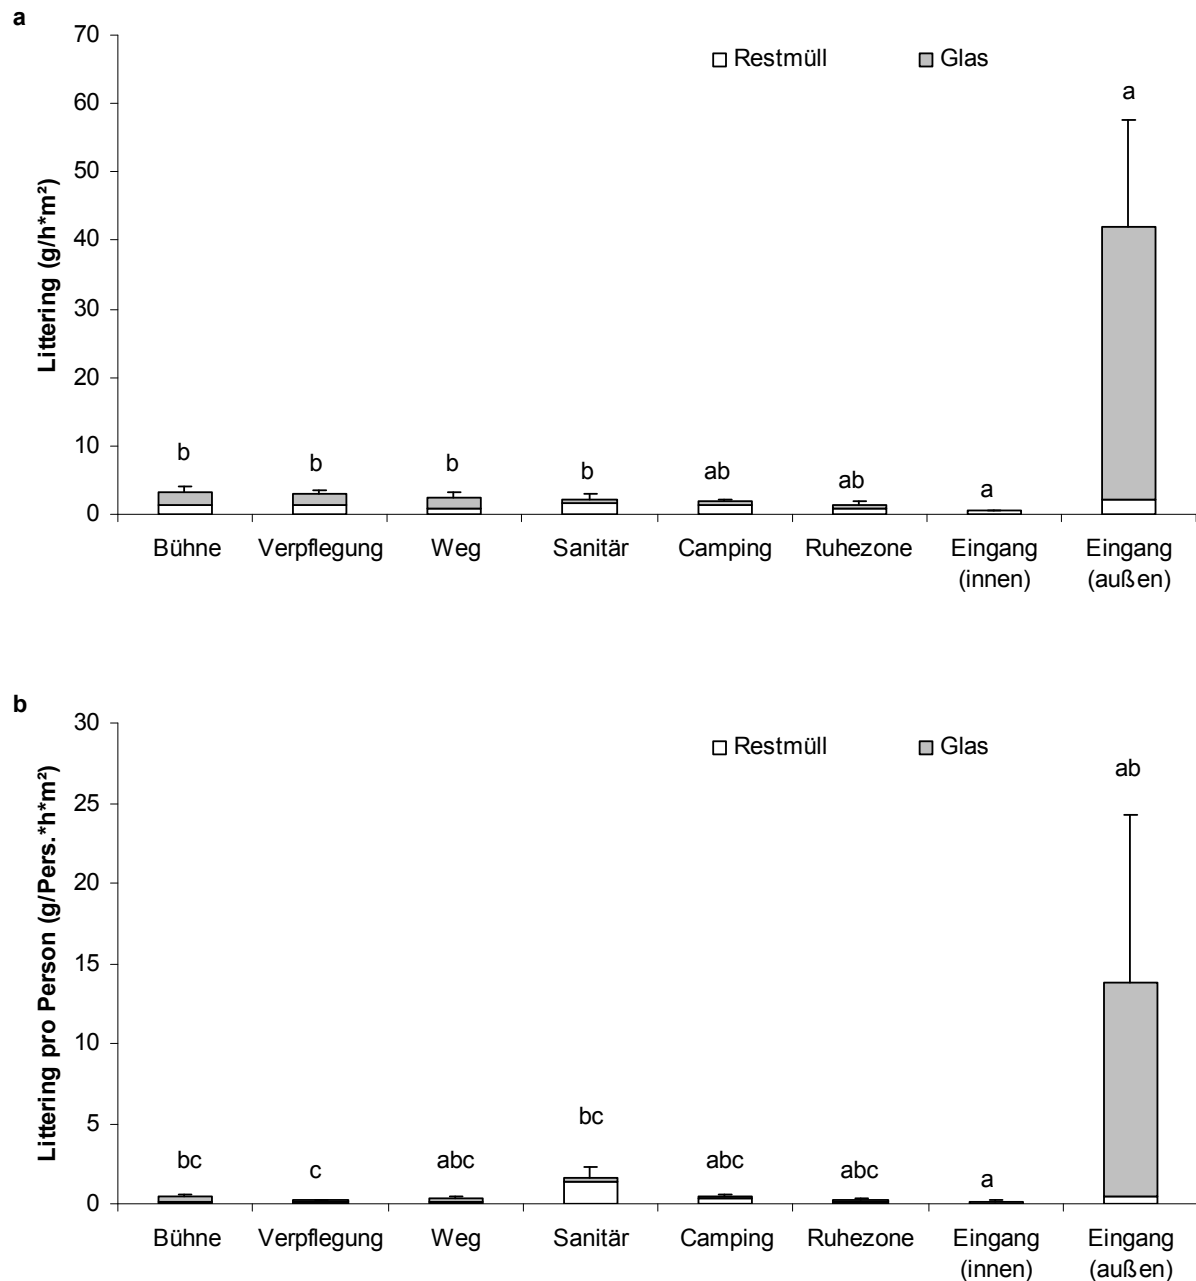 a
Littering (g/h*m²)
70
60
50
40
30
20
10
0
Restmüll Glas
b b b b ab ab a a
Bühne Verpflegung Weg Sanitär Camping Ruhezone Eingang (innen) Eingang (außen)
b
Littering pro Person (g/Pers.*h*m²)
30
25
20
15
10
5
0
Restmüll Glas
bc c abc bc abc abc a ab
Bühne Verpflegung Weg Sanitär Camping Ruhezone Eingang (innen) Eingang (außen)